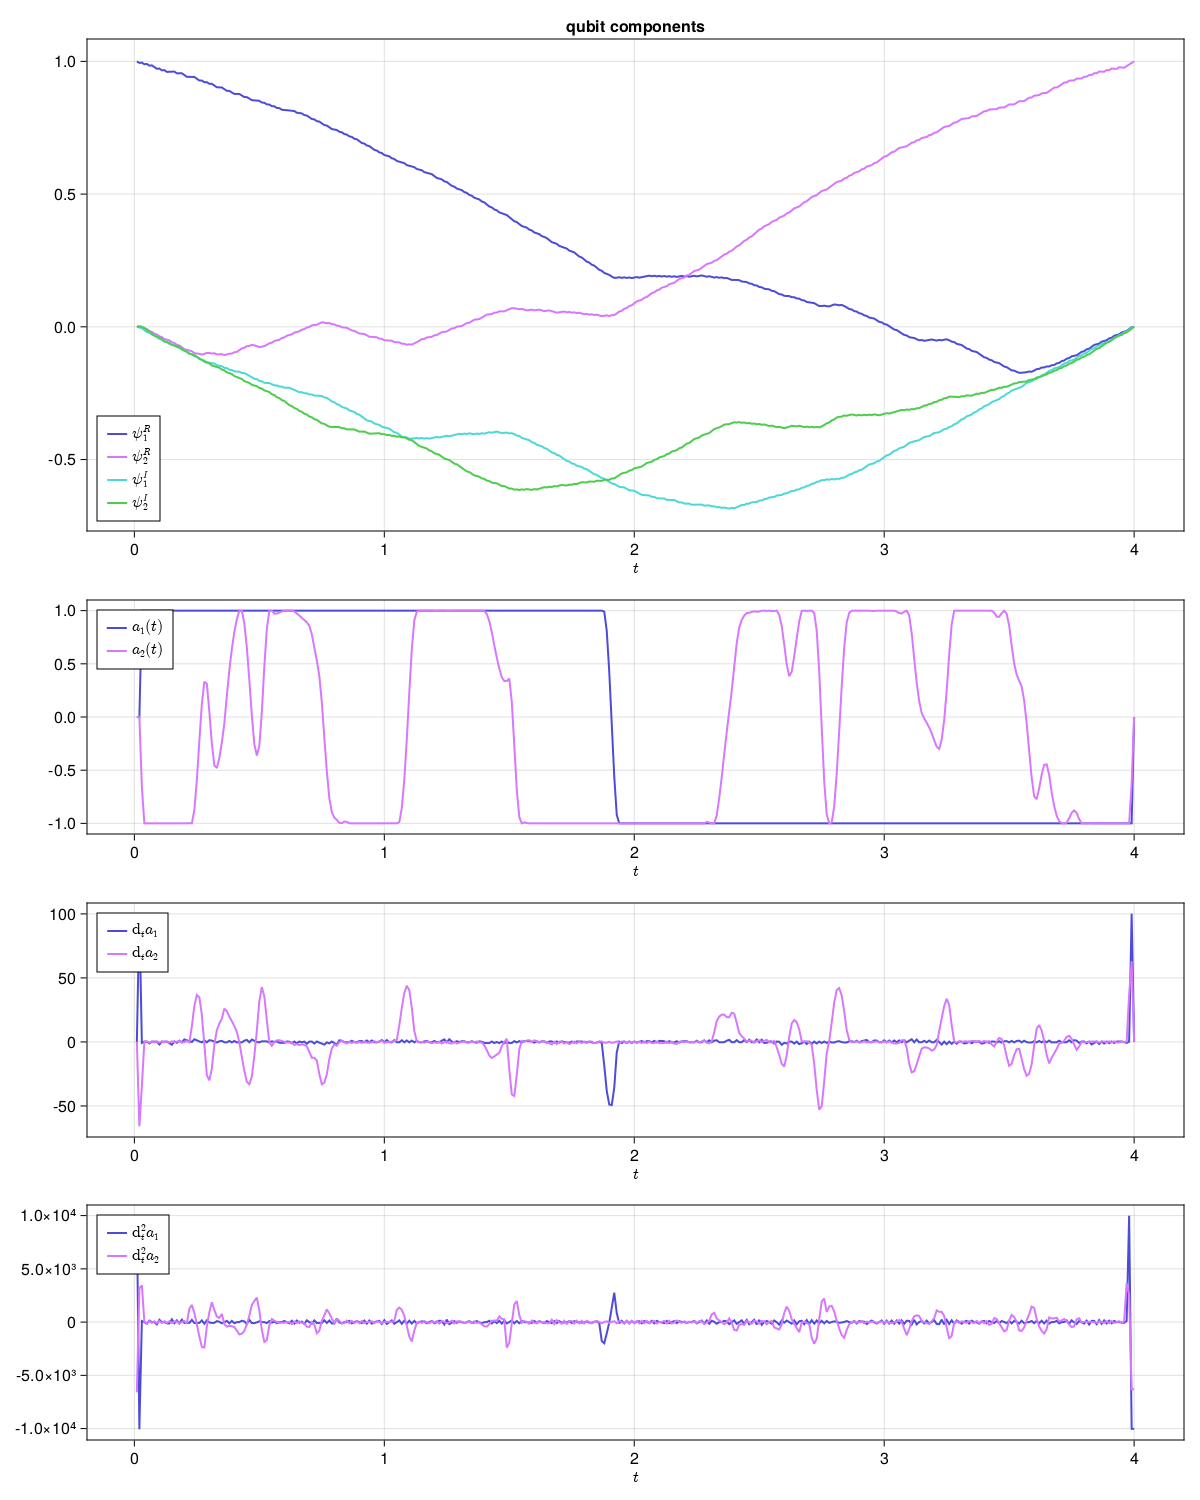 qubit components
1.0
0.5
0.0
-0.5
ψ₁ᴿ
ψ₂ᴿ
ψ₁ᴵ
ψ₂ᴵ
0 1 2 3 4
t
1.0
0.5
0.0
-0.5
-1.0
a₁(t)
a₂(t)
0 1 2 3 4
t
100
50
0
-50
dₜa₁
dₜa₂
0 1 2 3 4
t
1.0×10⁴
5.0×10³
0
-5.0×10³
-1.0×10⁴
dₜ²a₁
dₜ²a₂
0 1 2 3 4
t